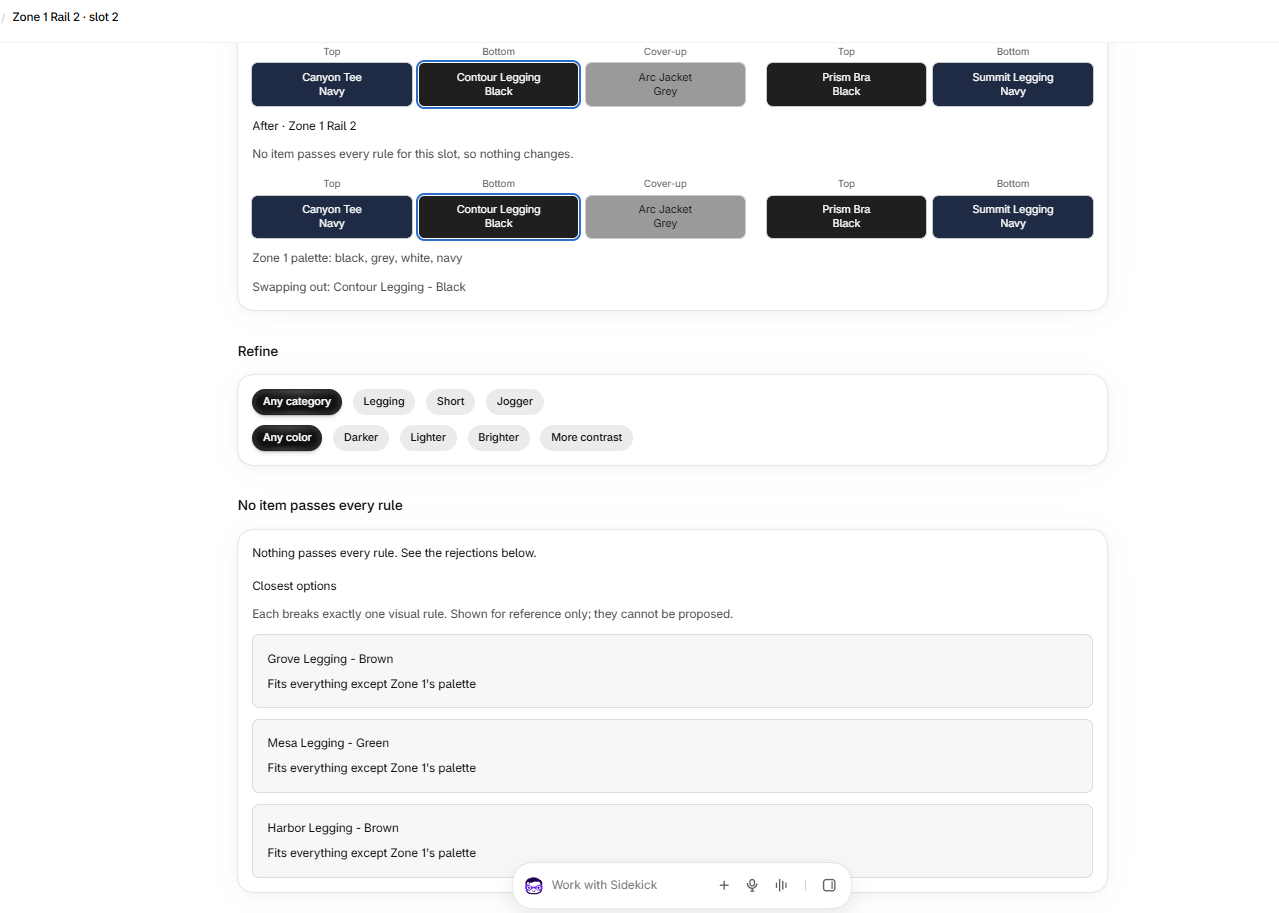 / Zone 1 Rail 2 · slot 2
Top Bottom Cover-up Top Bottom
Canyon Tee Contour Legging Arc Jacket Prism Bra Summit Legging
Navy Black Grey Black Navy
After · Zone 1 Rail 2
No item passes every rule for this slot, so nothing changes.
Top Bottom Cover-up Top Bottom
Canyon Tee Contour Legging Arc Jacket Prism Bra Summit Legging
Navy Black Grey Black Navy
Zone 1 palette: black, grey, white, navy
Swapping out: Contour Legging - Black
Refine
Any category Legging Short Jogger
Any color Darker Lighter Brighter More contrast
No item passes every rule
Nothing passes every rule. See the rejections below.
Closest options
Each breaks exactly one visual rule. Shown for reference only; they cannot be proposed.
Grove Legging - Brown
Fits everything except Zone 1's palette
Mesa Legging - Green
Fits everything except Zone 1's palette
Harbor Legging - Brown
Fits everything except Zone 1's palette
Work with Sidekick